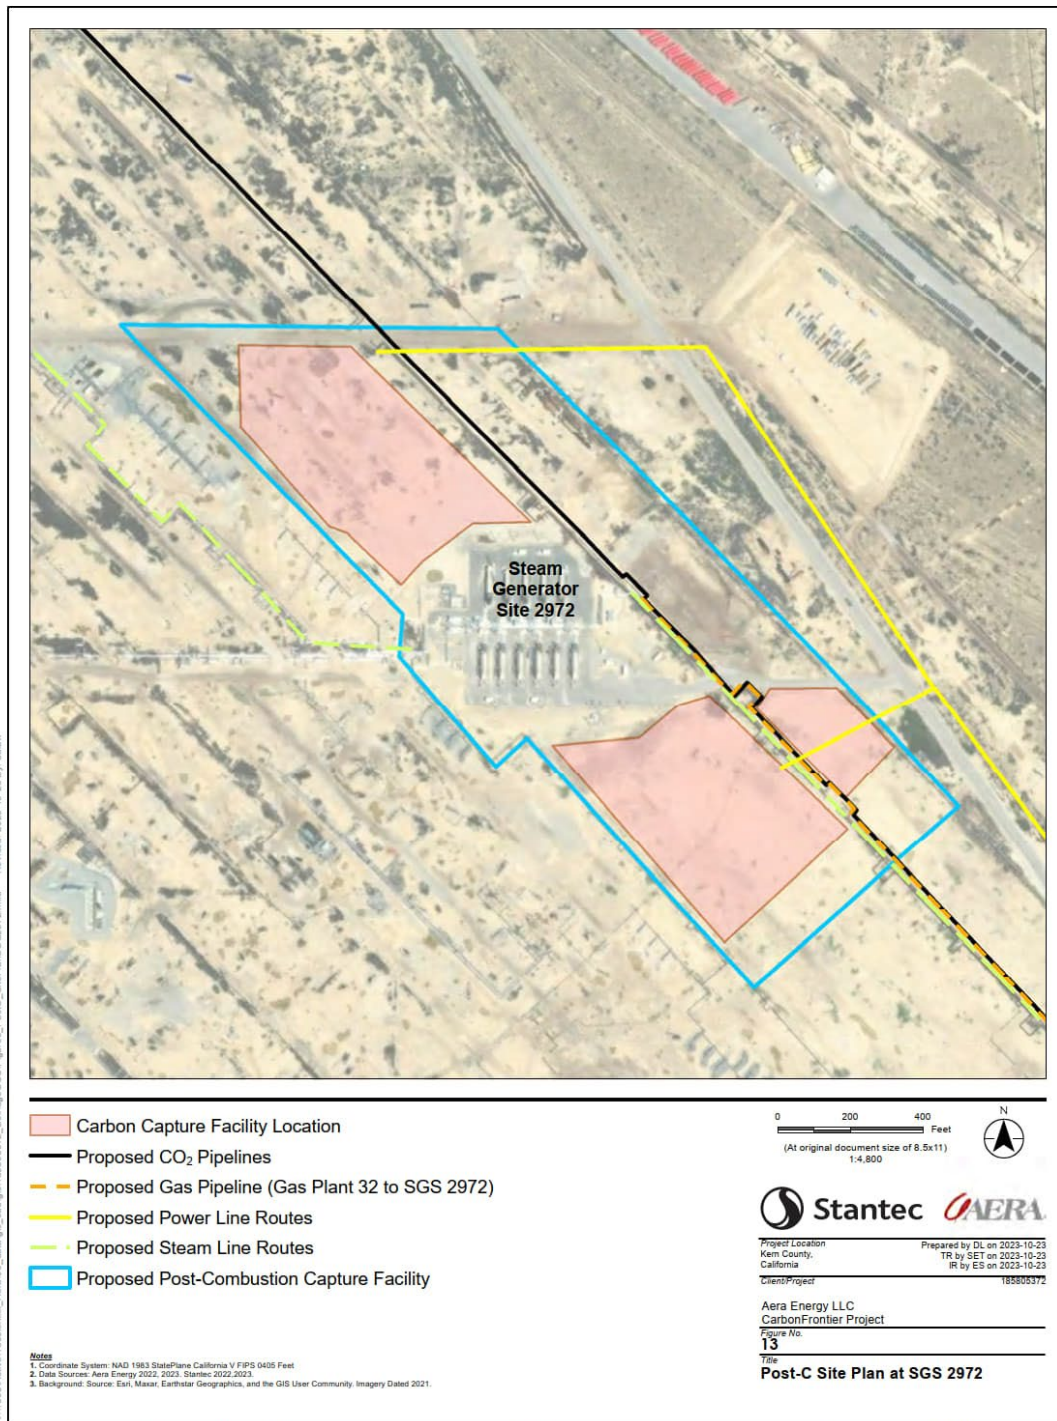 Steam
Generator
Site 2972
Carbon Capture Facility Location
Proposed CO₂ Pipelines
Proposed Gas Pipeline (Gas Plant 32 to SGS 2972)
Proposed Power Line Routes
Proposed Steam Line Routes
Proposed Post-Combustion Capture Facility
0 200 400
Feet
(At original document size of 8.5x11)
1:4,800
N
Stantec
AERA
Project Location
Kern County,
California
Prepared by DL on 2023-10-23
TR by SET on 2023-10-23
IR by ES on 2023-10-23
Client/Project 185805372
Aera Energy LLC
CarbonFrontier Project
Figure No.
13
Title
Post-C Site Plan at SGS 2972
Notes
1. Coordinate System: NAD 1983 StatePlane California V FIPS 0405 Feet
2. Data Sources: Aera Energy 2022, 2023. Stantec 2022,2023.
3. Background: Source: Esri, Maxar, Earthstar Geographics, and the GIS User Community. Imagery Dated 2021.